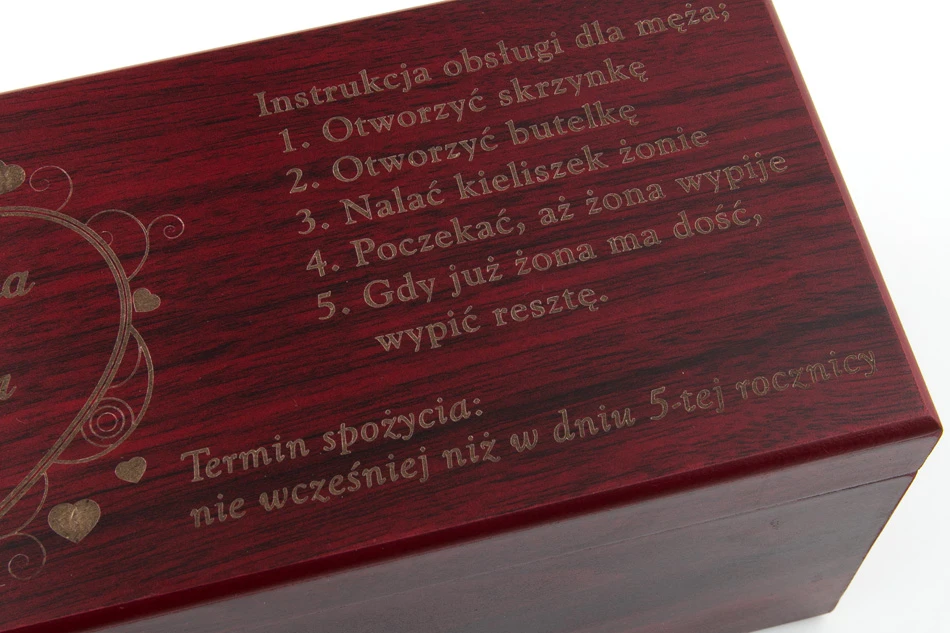 Instrukcja obsługi dla męża;
1. Otworzyć skrzynkę
2. Otworzyć butelkę
3. Nalać kieliszek żonie
4. Poczekać, aż żona wypije
5. Gdy już żona ma dość,
wypić resztę.
Termin spożycia:
nie wcześniej niż w dniu 5-tej rocznicy